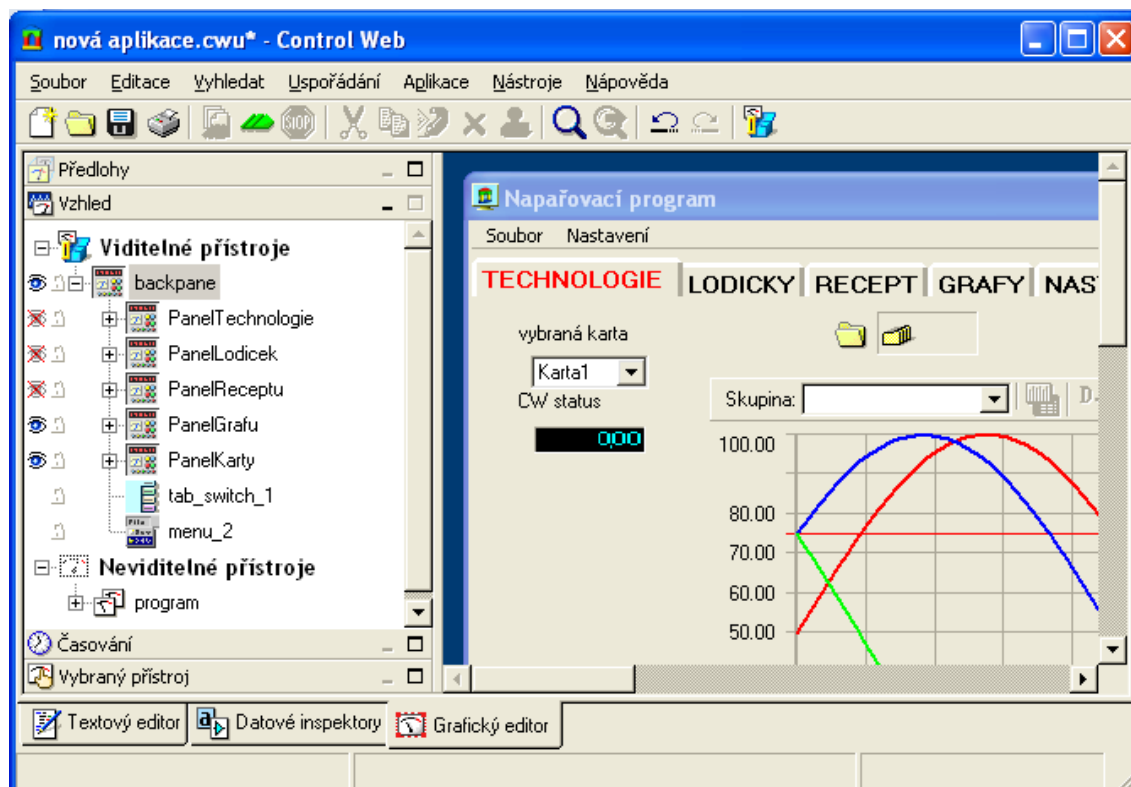 nová aplikace.cwu* - Control Web
Soubor Editace Vyhledat Uspořádání Aplikace Nástroje Nápověda
STOP
Předlohy
Vzhled
Viditelné přístroje
backpane
PanelTechnologie
PanelLodicek
PanelReceptu
PanelGrafu
PanelKarty
tab_switch_1
menu_2
Neviditelné přístroje
program
Časování
Vybraný přístroj
Napařovací program
Soubor Nastavení
TECHNOLOGIE LODICKY RECEPT GRAFY NAS
vybraná karta
Karta1
CW status
0,00
Skupina:
100.00
80.00
70.00
60.00
50.00
Textový editor Datové inspektory Grafický editor